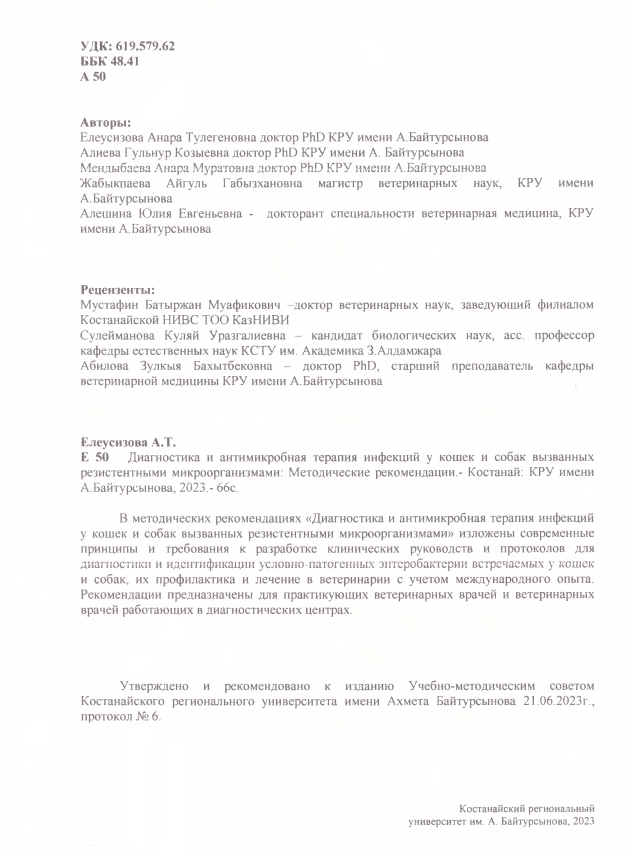 УДК: 619.579.62
ББК 48.41
А 50
Авторы:
Елеусизова Анара Тулегеновна доктор PhD КРУ имени А.Байтурсынова
Алиева Гульнур Козыевна доктор PhD КРУ имени А. Байтурсынова
Мендыбаева Анара Муратовна доктор PhD КРУ имени А.Байтурсынова
Жабыкпаева Айгуль Габызхановна магистр ветеринарных наук, КРУ имени
А.Байтурсынова
Алешина Юлия Евгеньевна - докторант специальности ветеринарная медицина, КРУ
имени А.Байтурсынова
Рецензенты:
Мустафин Батыржан Муафикович –доктор ветеринарных наук, заведующий филиалом
Костанайской НИВС ТОО КазНИВИ
Сулейманова Куляй Уразгалиевна – кандидат биологических наук, асс. профессор
кафедры естественных наук КСТУ им. Академика З.Алдамжара
Абилова Зулкыя Бахытбековна – доктор PhD, старший преподаватель кафедры
ветеринарной медицины КРУ имени А.Байтурсынова
Елеусизова А.Т.
Е 50 Диагностика и антимикробная терапия инфекций у кошек и собак вызванных
резистентными микроорганизмами: Методические рекомендации.- Костанай: КРУ имени
А.Байтурсынова, 2023.- 66с.
В методических рекомендациях «Диагностика и антимикробная терапия инфекций
у кошек и собак вызванных резистентными микроорганизмами» изложены современные
принципы и требования к разработке клинических руководств и протоколов для
диагностики и идентификации условно-патогенных энтеробактерии встречаемых у кошек
и собак, их профилактика и лечение в ветеринарии с учетом международного опыта.
Рекомендации предназначены для практикующих ветеринарных врачей и ветеринарных
врачей работающих в диагностических центрах.
Утверждено и рекомендовано к изданию Учебно-методическим советом
Костанайского регионального университета имени Ахмета Байтурсынова 21.06.2023г.,
протокол № 6.
Костанайский региональный
университет им. А. Байтурсынова, 2023